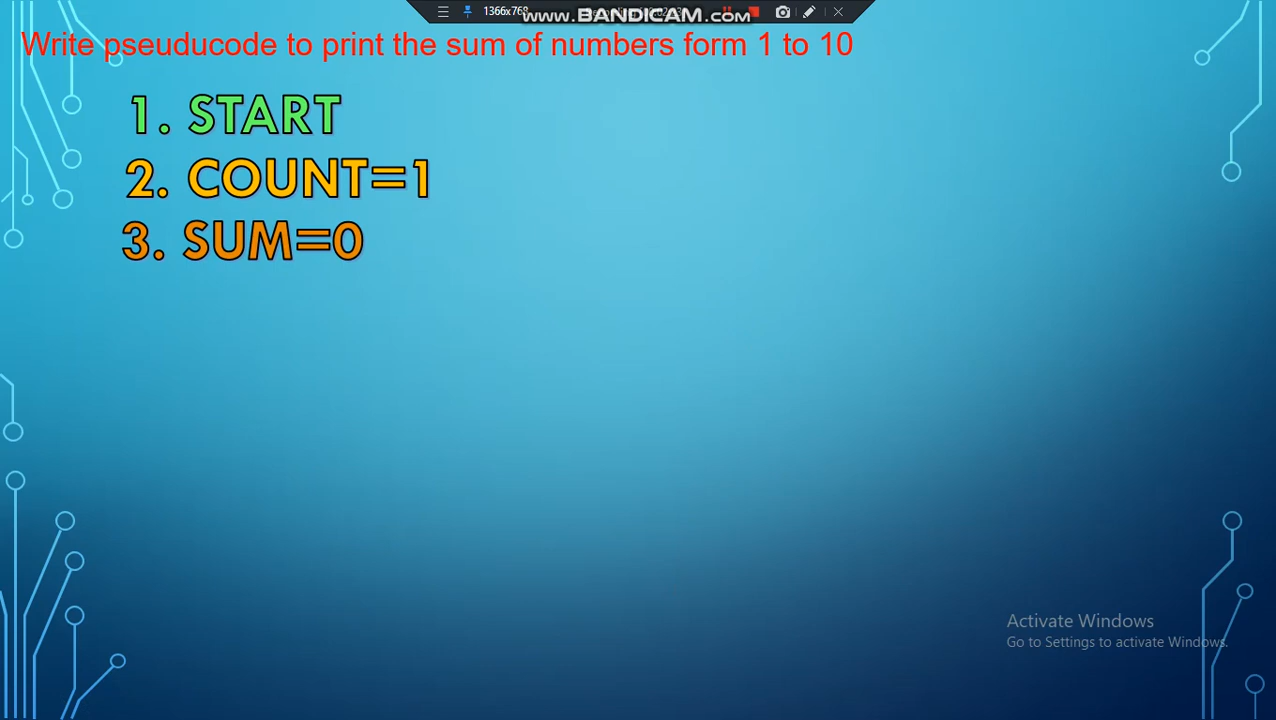 1366x768
www.BANDICAM.com
Write pseuducode to print the sum of numbers form 1 to 10
1. START
2. COUNT=1
3. SUM=0
Activate Windows
Go to Settings to activate Windows.